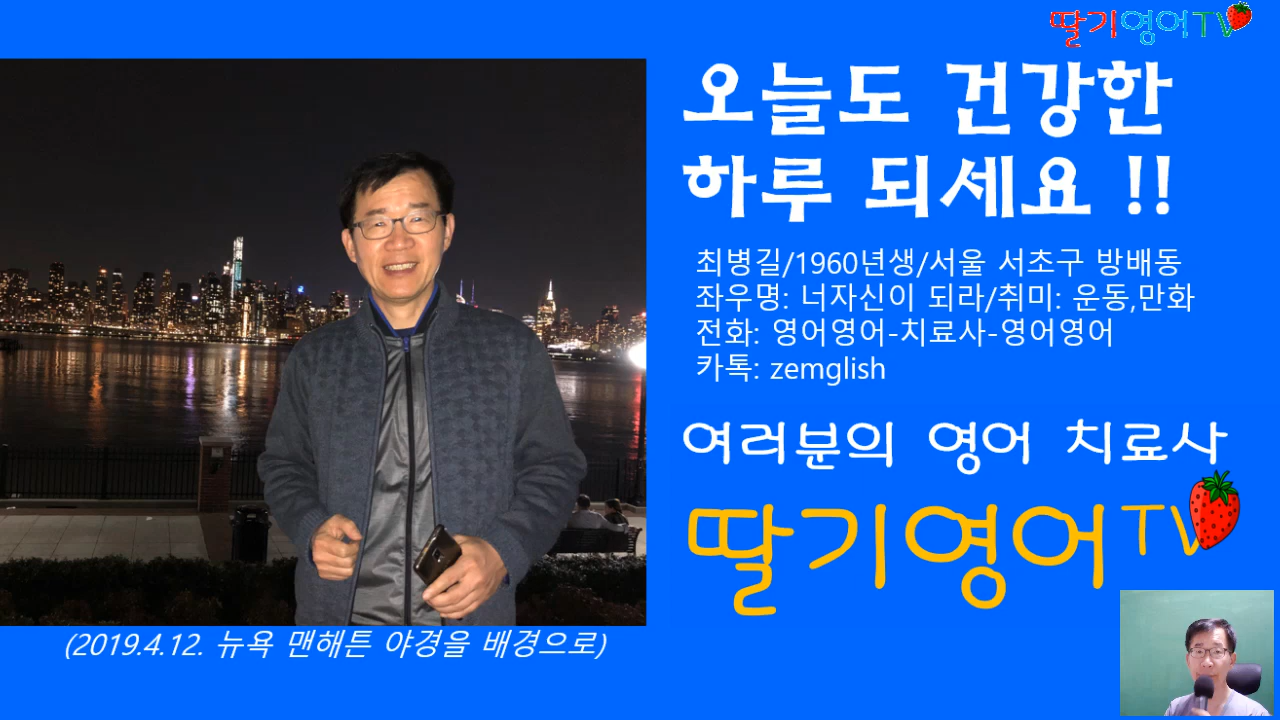 딸기영어TV
오늘도 건강한
하루 되세요 !!
최병길/1960년생/서울 서초구 방배동
좌우명: 너자신이 되라/취미: 운동,만화
전화: 영어영어-치료사-영어영어
카톡: zemglish
여러분의 영어 치료사
딸기영어TV
(2019.4.12. 뉴욕 맨해튼 야경을 배경으로)